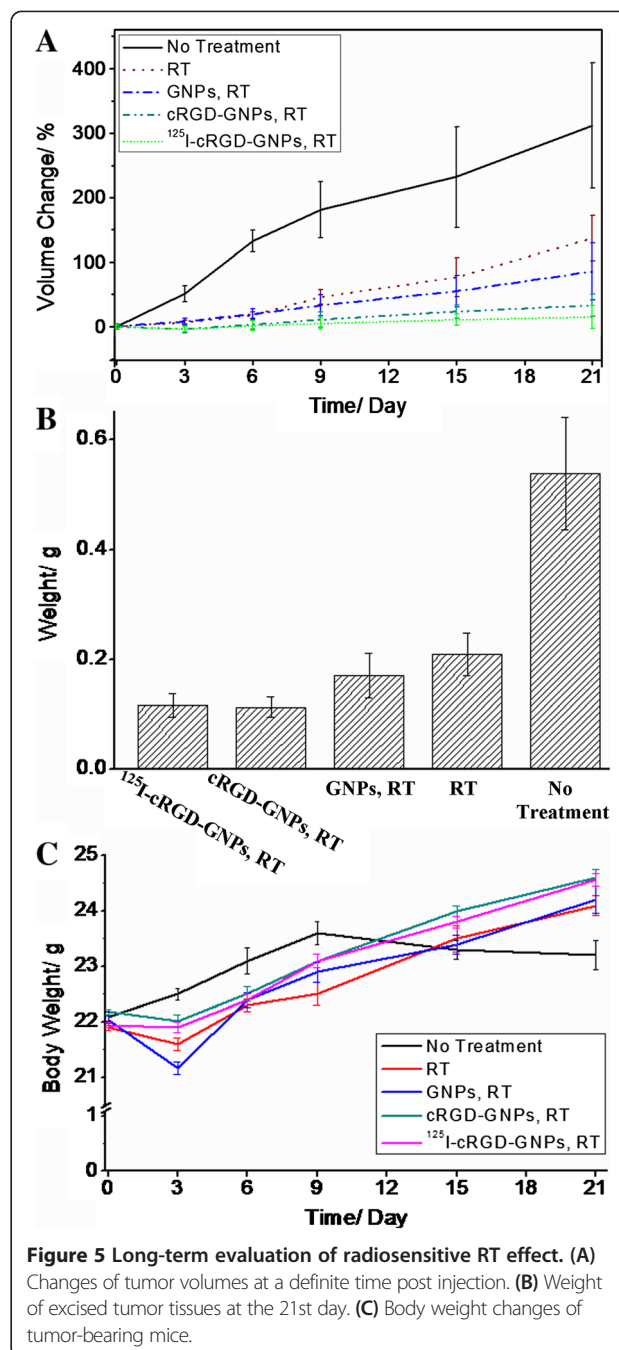 A
No Treatment
RT
GNPs, RT
cRGD-GNPs, RT
¹²⁵I-cRGD-GNPs, RT
400
300
200
100
0
Volume Change/ %
0 3 6 9 15 21
Time/ Day
B
0.6
0.4
0.2
0.0
Weight/ g
¹²⁵I-cRGD-GNPs, RT
cRGD-GNPs, RT
GNPs, RT
RT
No
Treatment
C
25
24
23
22
21
1
0
Body Weight/ g
No Treatment
RT
GNPs, RT
cRGD-GNPs, RT
¹²⁵I-cRGD-GNPs, RT
0 3 6 9 15 21
Time/ Day
Figure 5 Long-term evaluation of radiosensitive RT effect. (A)
Changes of tumor volumes at a definite time post injection. (B) Weight
of excised tumor tissues at the 21st day. (C) Body weight changes of
tumor-bearing mice.